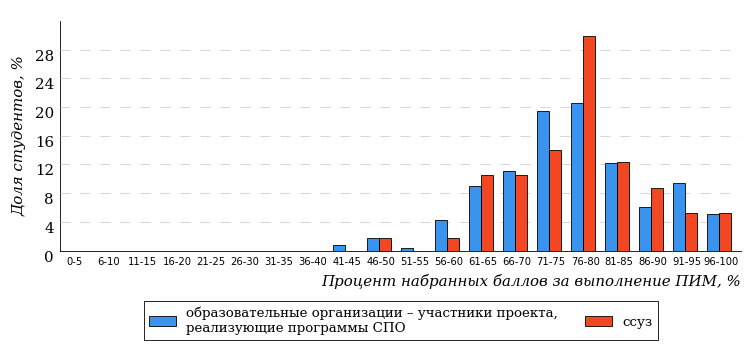 Доля студентов, %
28
24
20
16
12
8
4
0
0-5 6-10 11-15 16-20 21-25 26-30 31-35 36-40 41-45 46-50 51-55 56-60 61-65 66-70 71-75 76-80 81-85 86-90 91-95 96-100
Процент набранных баллов за выполнение ПИМ, %
образовательные организации – участники проекта,
реализующие программы СПО
ссуз